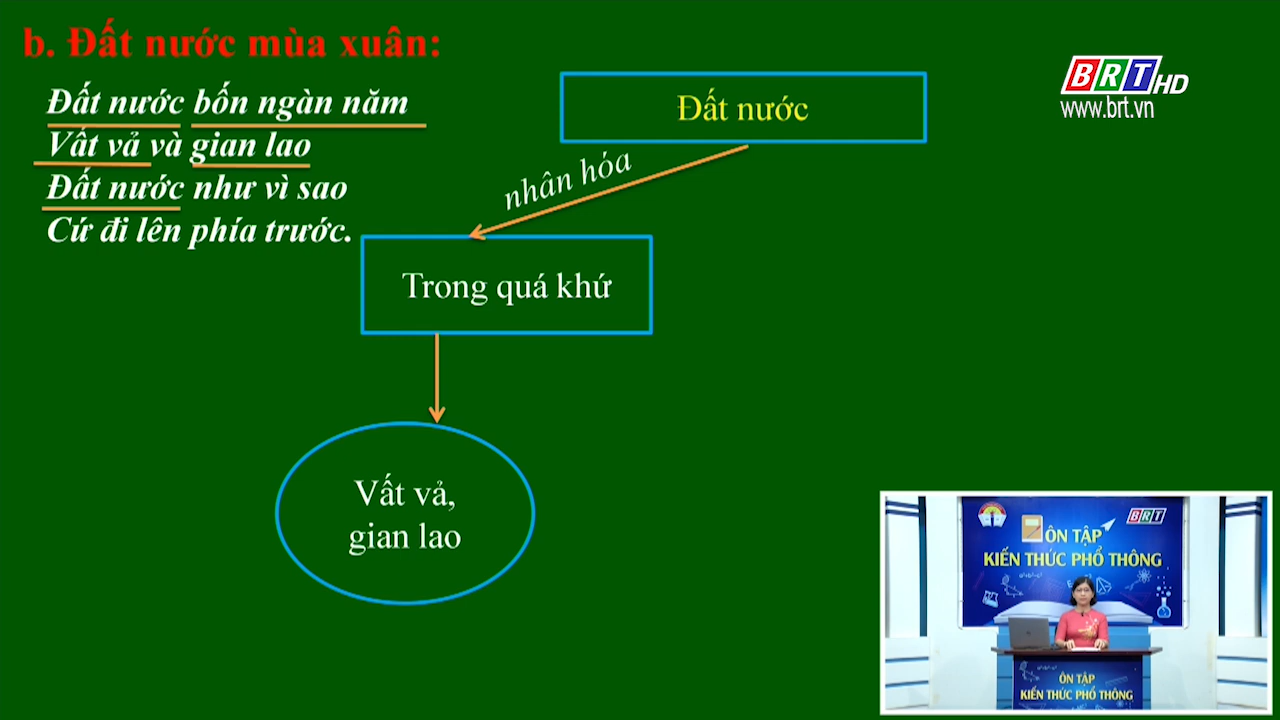 b. Đất nước mùa xuân:
Đất nước bốn ngàn năm
Vất vả và gian lao
Đất nước như vì sao
Cứ đi lên phía trước.
Đất nước
nhân hóa
Trong quá khứ
Vất vả,
gian lao
BRT HD
www.brt.vn
BRT
ÔN TẬP
KIẾN THỨC PHỔ THÔNG
ÔN TẬP
KIẾN THỨC PHỔ THÔNG